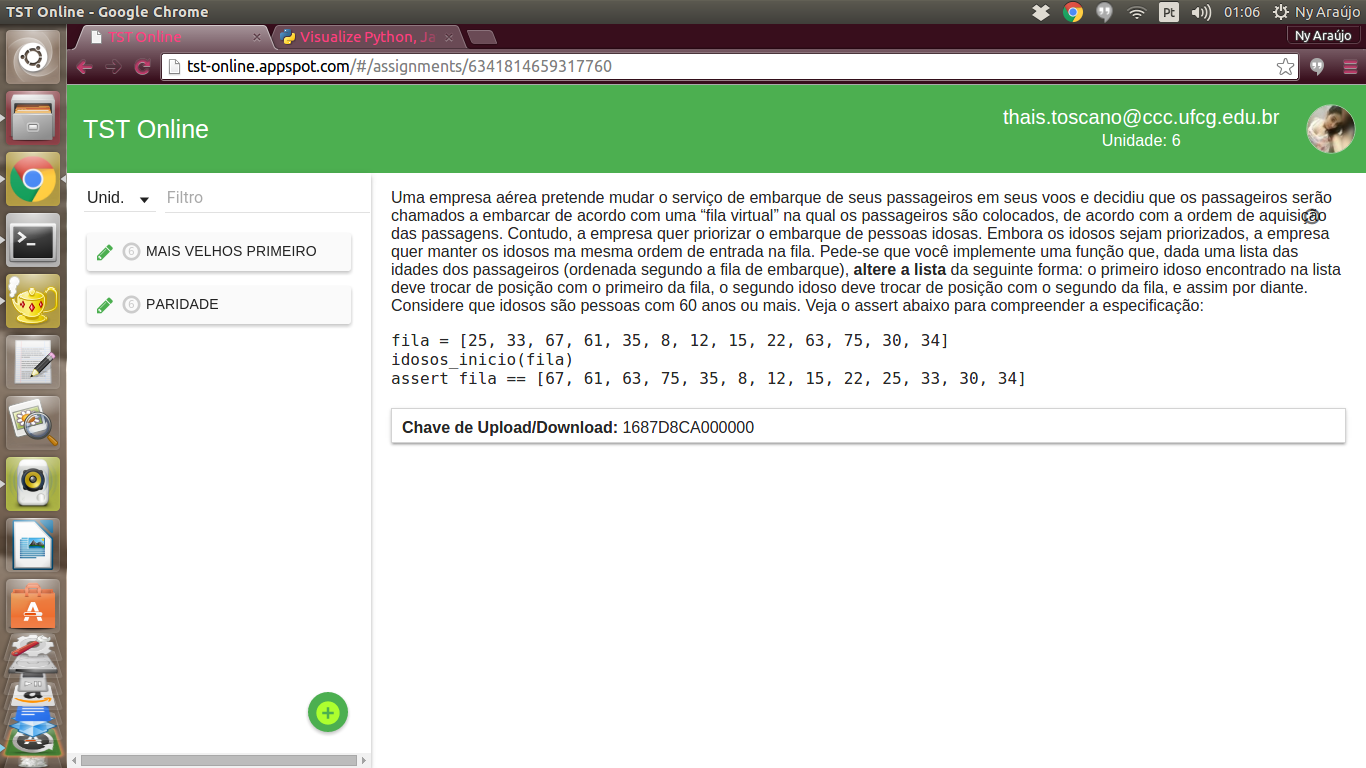 TST Online - Google Chrome
Pt
01:06
Ny Araújo
TST Online
Visualize Python, Ja
Ny Araújo
tst-online.appspot.com/#/assignments/6341814659317760
TST Online
thais.toscano@ccc.ufcg.edu.br
Unidade: 6
Unid.
Filtro
6 MAIS VELHOS PRIMEIRO
6 PARIDADE
Uma empresa aérea pretende mudar o serviço de embarque de seus passageiros em seus voos e decidiu que os passageiros serão
chamados a embarcar de acordo com uma “fila virtual” na qual os passageiros são colocados, de acordo com a ordem de aquisição
das passagens. Contudo, a empresa quer priorizar o embarque de pessoas idosas. Embora os idosos sejam priorizados, a empresa
quer manter os idosos ma mesma ordem de entrada na fila. Pede-se que você implemente uma função que, dada uma lista das
idades dos passageiros (ordenada segundo a fila de embarque), altere a lista da seguinte forma: o primeiro idoso encontrado na lista
deve trocar de posição com o primeiro da fila, o segundo idoso deve trocar de posição com o segundo da fila, e assim por diante.
Considere que idosos são pessoas com 60 anos ou mais. Veja o assert abaixo para compreender a especificação:
fila = [25, 33, 67, 61, 35, 8, 12, 15, 22, 63, 75, 30, 34]
idosos_inicio(fila)
assert fila == [67, 61, 63, 75, 35, 8, 12, 15, 22, 25, 33, 30, 34]
Chave de Upload/Download: 1687D8CA000000